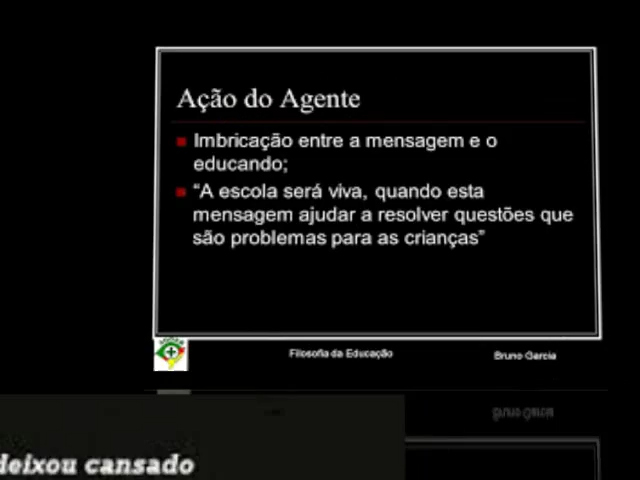 Ação do Agente
Imbricação entre a mensagem e o
educando;
“A escola será viva, quando esta
mensagem ajudar a resolver questões que
são problemas para as crianças”
Filosofia da Educação
Bruno Garcia
deixou cansado